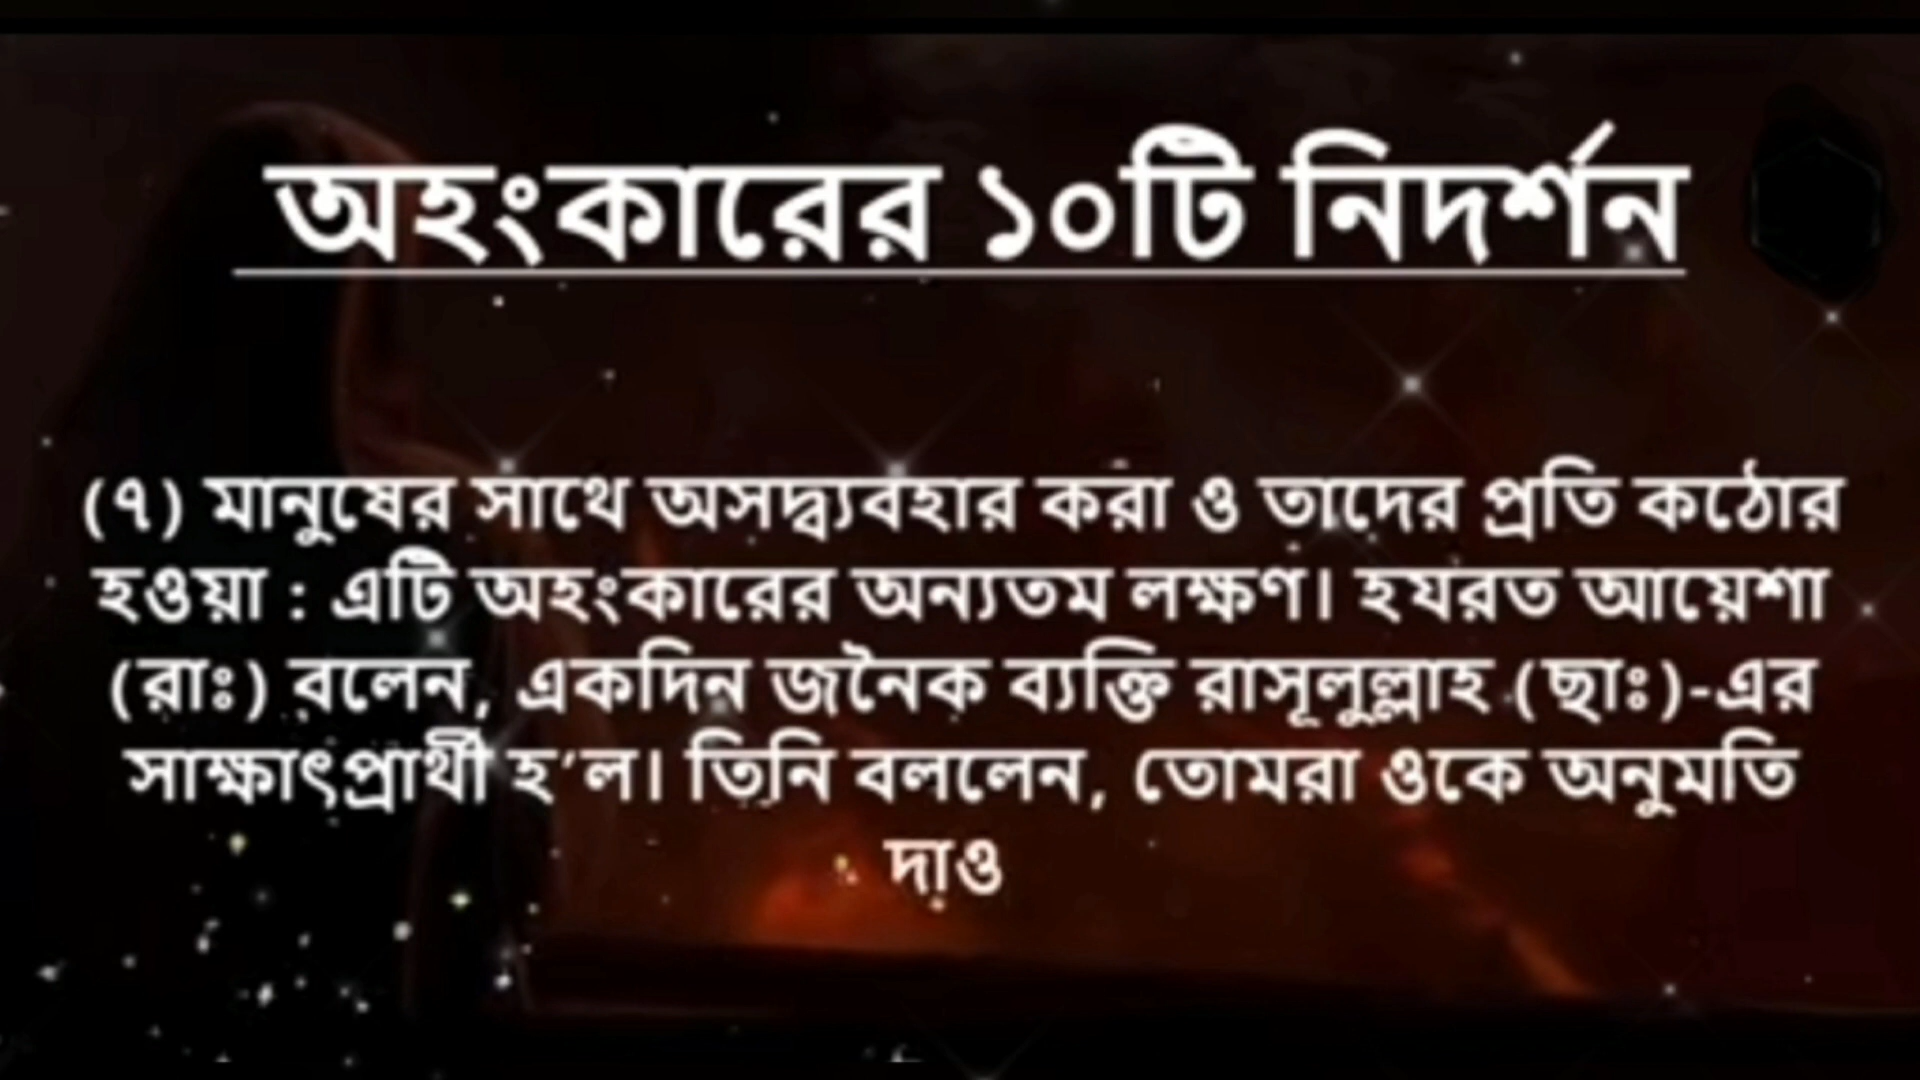 অহংকারের ১০টি নিদর্শন
(৭) মানুষের সাথে অসদ্ব্যবহার করা ও তাদের প্রতি কঠোর
হওয়া : এটি অহংকারের অন্যতম লক্ষণ। হযরত আয়েশা
(রাঃ) বলেন, একদিন জনৈক ব্যক্তি রাসূলুল্লাহ (ছাঃ)-এর
সাক্ষাৎপ্রার্থী হ’ল। তিনি বললেন, তোমরা ওকে অনুমতি
দাও